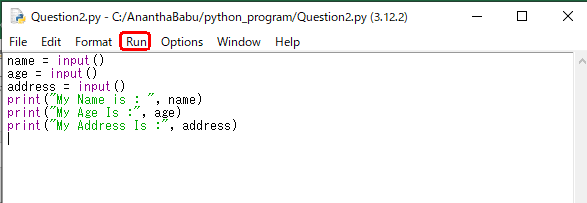 Question2.py - C:/AnanthaBabu/python_program/Question2.py (3.12.2)
File Edit Format Run Options Window Help
name = input()
age = input()
address = input()
print("My Name is : ", name)
print("My Age Is :", age)
print("My Address Is :", address)